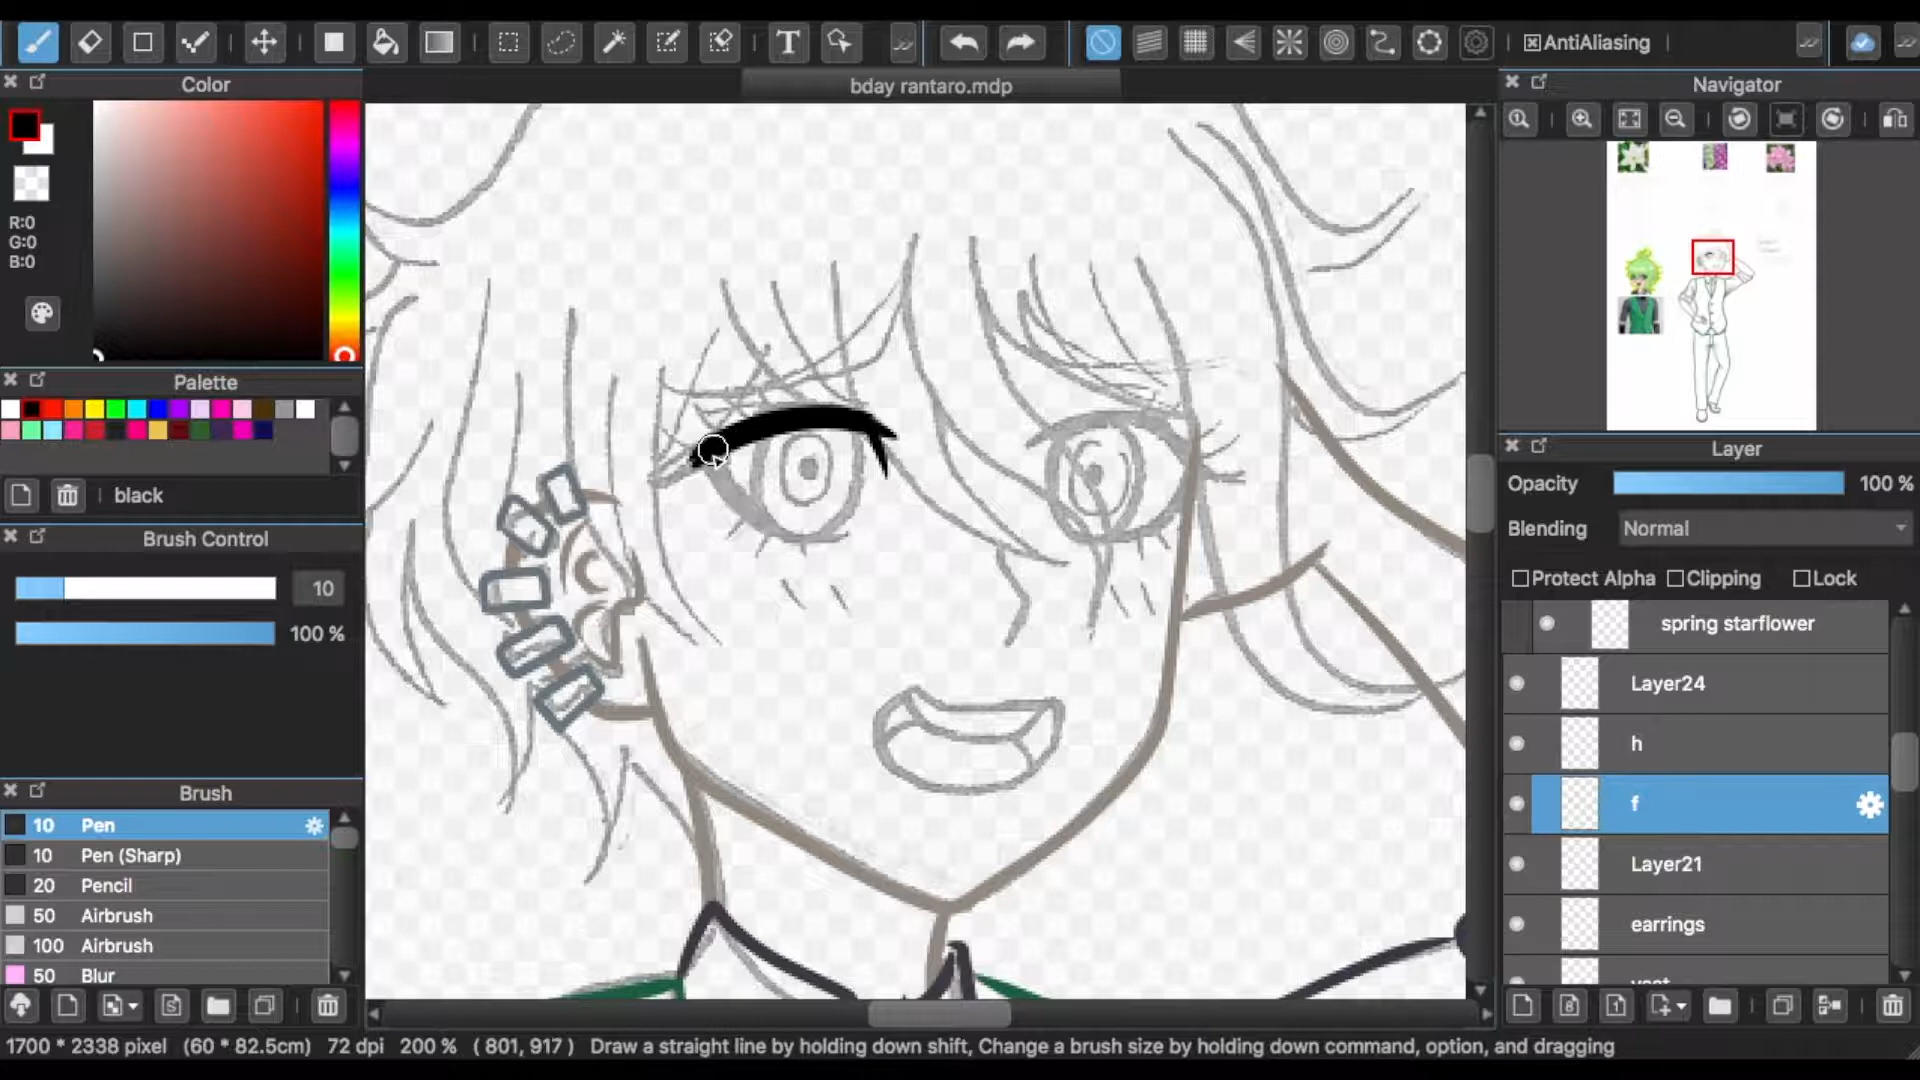 T
AntiAliasing
Color
bday rantaro.mdp
Navigator
R:0
G:0
B:0
Palette
black
Brush Control
10
100 %
Brush
10 Pen
10 Pen (Sharp)
20 Pencil
50 Airbrush
100 Airbrush
50 Blur
Layer
Opacity 100 %
Blending Normal
Protect Alpha Clipping Lock
spring starflower
Layer24
h
f
Layer21
earrings
vest
1700 * 2338 pixel (60 * 82.5cm) 72 dpi 200 % ( 801, 917 ) Draw a straight line by holding down shift, Change a brush size by holding down command, option, and dragging